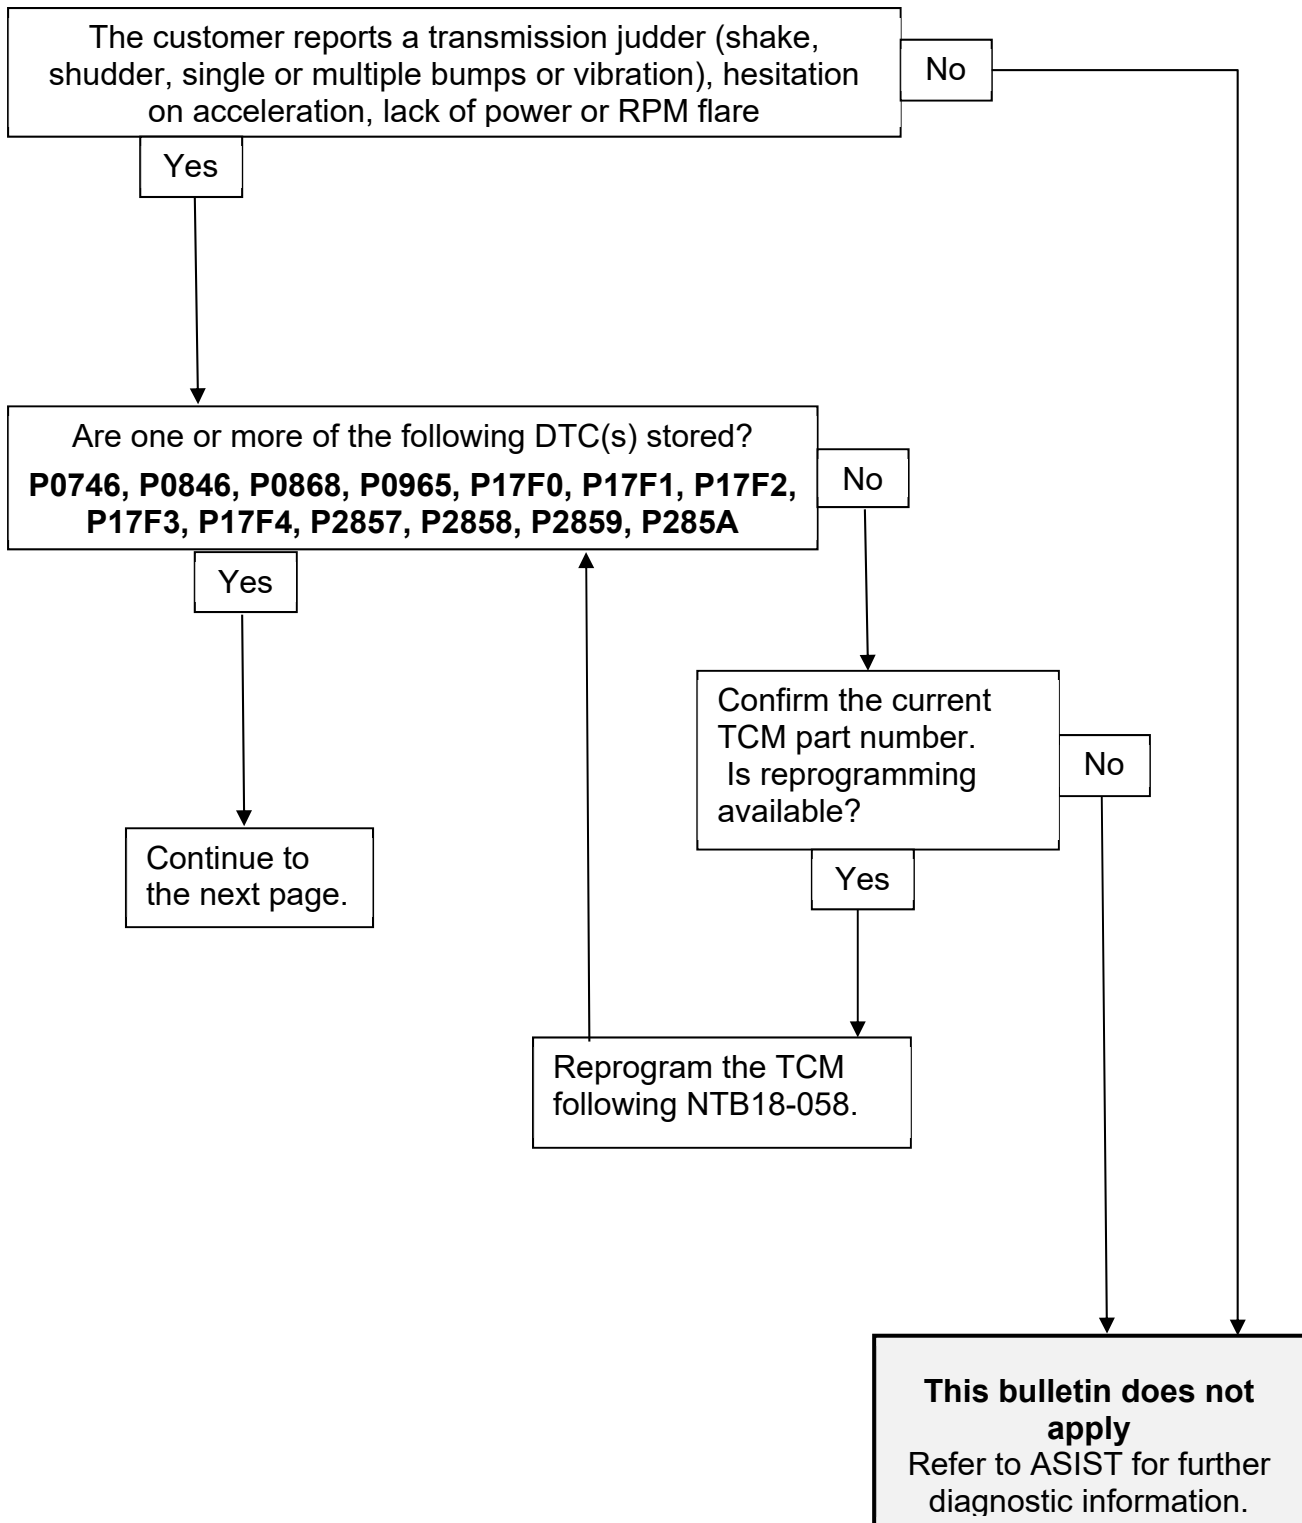 The customer reports a transmission judder (shake,
shudder, single or multiple bumps or vibration), hesitation
on acceleration, lack of power or RPM flare
No
Yes
Are one or more of the following DTC(s) stored?
P0746, P0846, P0868, P0965, P17F0, P17F1, P17F2,
P17F3, P17F4, P2857, P2858, P2859, P285A
No
Yes
Confirm the current
TCM part number.
Is reprogramming
available?
No
Yes
Continue to
the next page.
Reprogram the TCM
following NTB18-058.
This bulletin does not
apply
Refer to ASIST for further
diagnostic information.